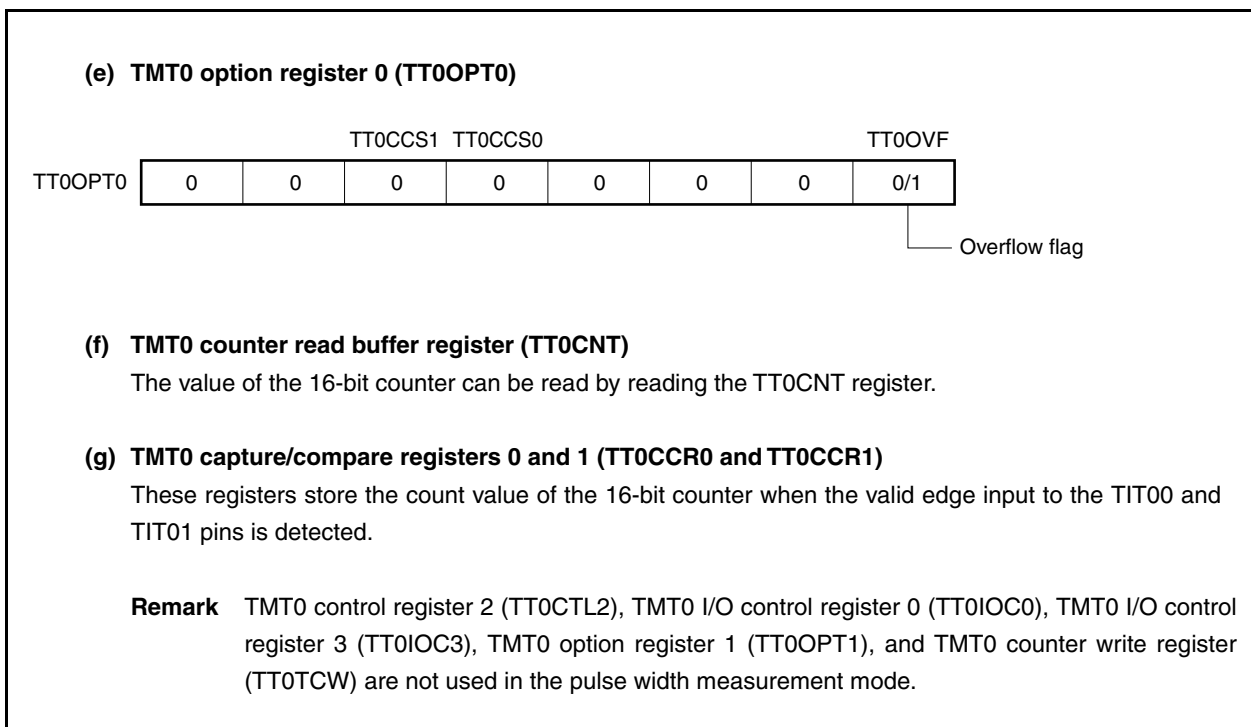 (e) TMT0 option register 0 (TT0OPT0)
TT0CCS1 TT0CCS0 TT0OVF
TT0OPT0 0 0 0 0 0 0 0 0/1
Overflow flag
(f) TMT0 counter read buffer register (TT0CNT)
The value of the 16-bit counter can be read by reading the TT0CNT register.
(g) TMT0 capture/compare registers 0 and 1 (TT0CCR0 and TT0CCR1)
These registers store the count value of the 16-bit counter when the valid edge input to the TIT00 and
TIT01 pins is detected.
Remark TMT0 control register 2 (TT0CTL2), TMT0 I/O control register 0 (TT0IOC0), TMT0 I/O control
register 3 (TT0IOC3), TMT0 option register 1 (TT0OPT1), and TMT0 counter write register
(TT0TCW) are not used in the pulse width measurement mode.